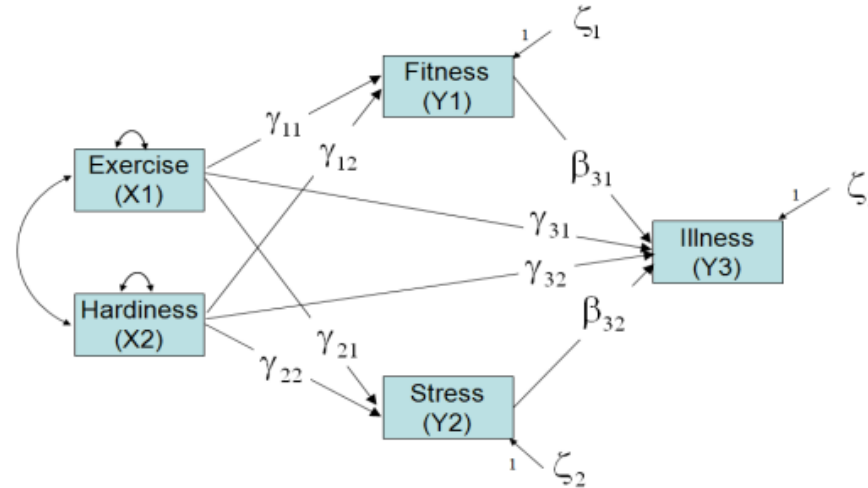 ζ1
1
Fitness
(Y1)
γ11
γ12
Exercise
(X1)
β31
1
ζ
γ31
Illness
(Y3)
γ32
Hardiness
(X2)
β32
γ21
γ22
Stress
(Y2)
1
ζ2